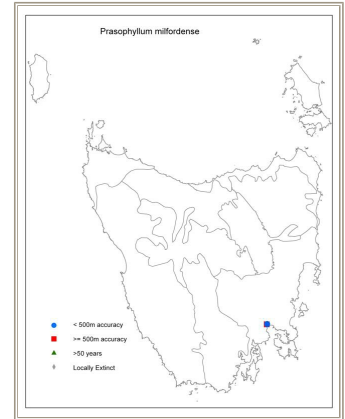 Prasophyllum milfordense
< 500m accuracy
>= 500m accuracy
>50 years
Locally Extinct